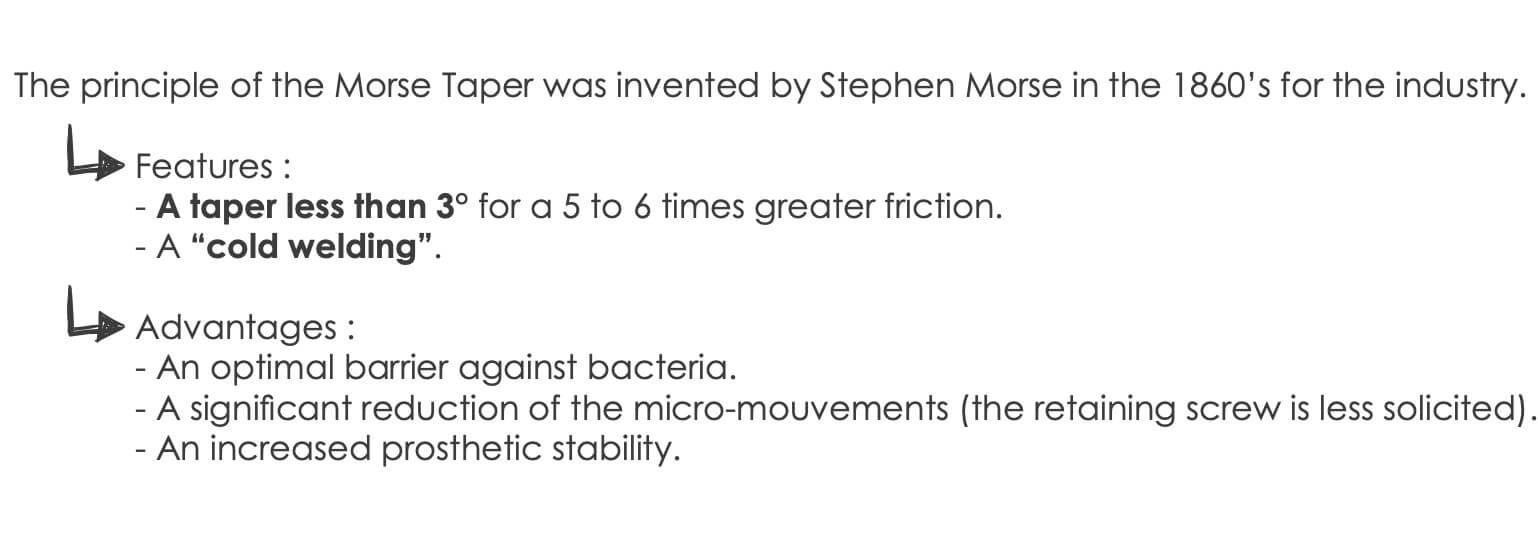 The principle of the Morse Taper was invented by Stephen Morse in the 1860’s for the industry.
Features :
- A taper less than 3° for a 5 to 6 times greater friction.
- A “cold welding”.
Advantages :
- An optimal barrier against bacteria.
- A significant reduction of the micro-mouvements (the retaining screw is less solicited).
- An increased prosthetic stability.